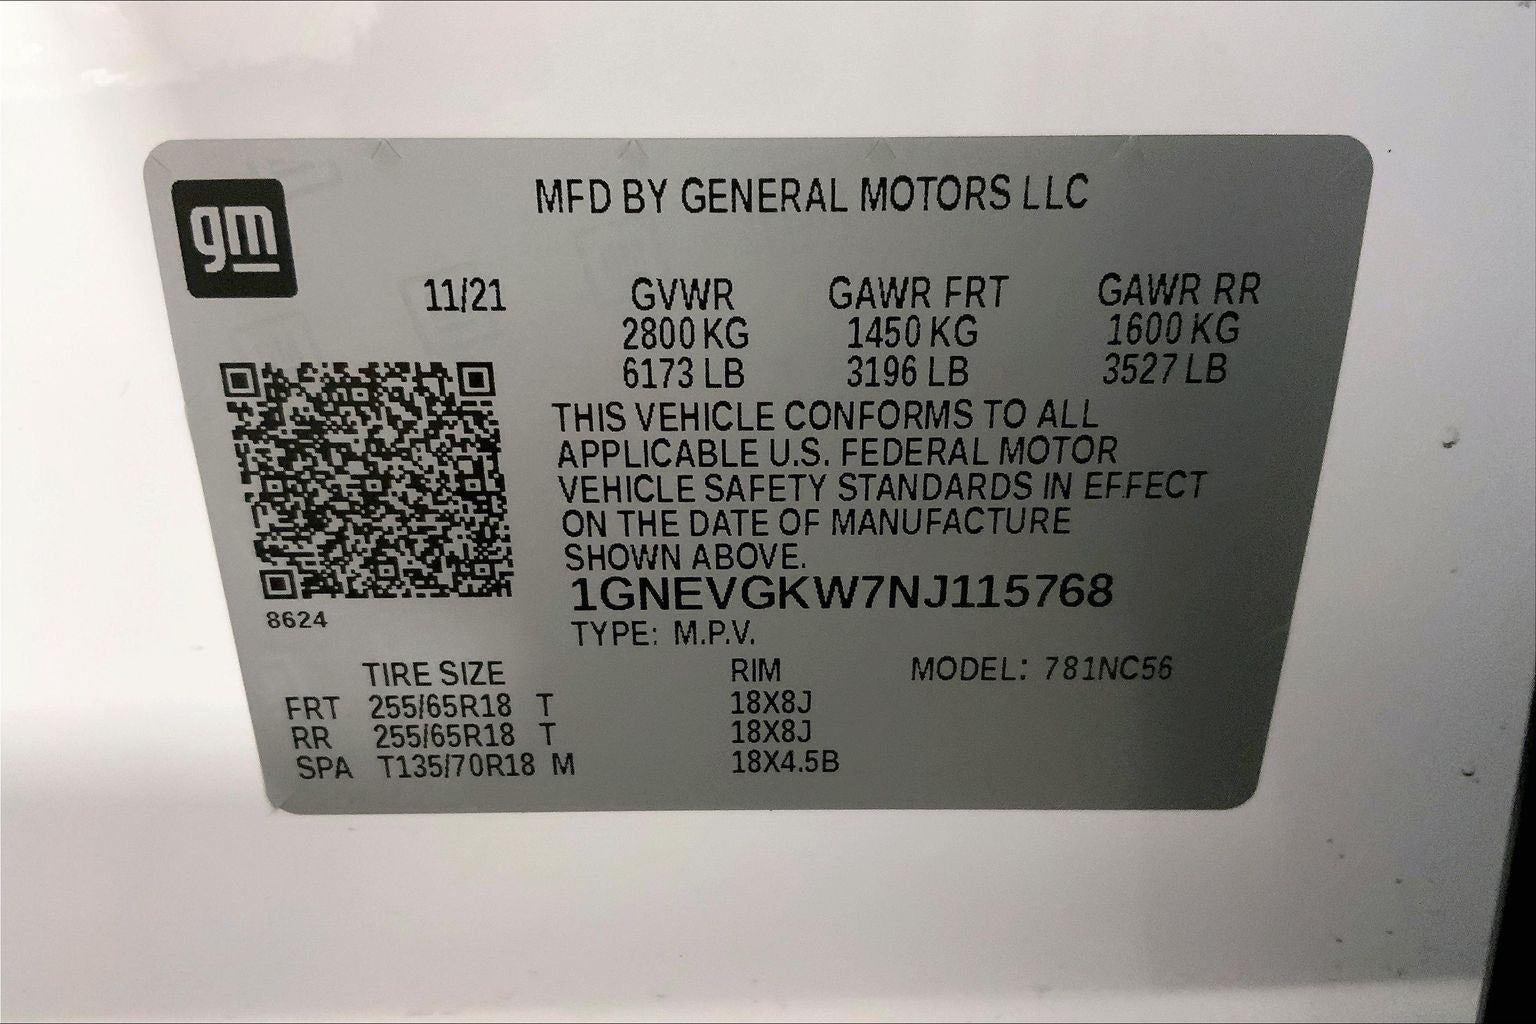 gm
MFD BY GENERAL MOTORS LLC
11/21 GVWR GAWR FRT GAWR RR
2800 KG 1450 KG 1600 KG
6173 LB 3196 LB 3527 LB
THIS VEHICLE CONFORMS TO ALL
APPLICABLE U.S. FEDERAL MOTOR
VEHICLE SAFETY STANDARDS IN EFFECT
ON THE DATE OF MANUFACTURE
SHOWN ABOVE.
1GNEVGKW7NJ115768
8624
TYPE: M.P.V.
TIRE SIZE RIM MODEL: 781NC56
FRT 255/65R18 T 18X8J
RR 255/65R18 T 18X8J
SPA T135/70R18 M 18X4.5B